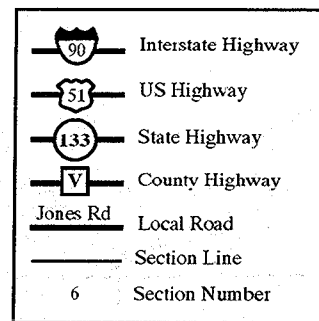 90 Interstate Highway
51 US Highway
133 State Highway
V County Highway
Jones Rd Local Road
Section Line
6 Section Number